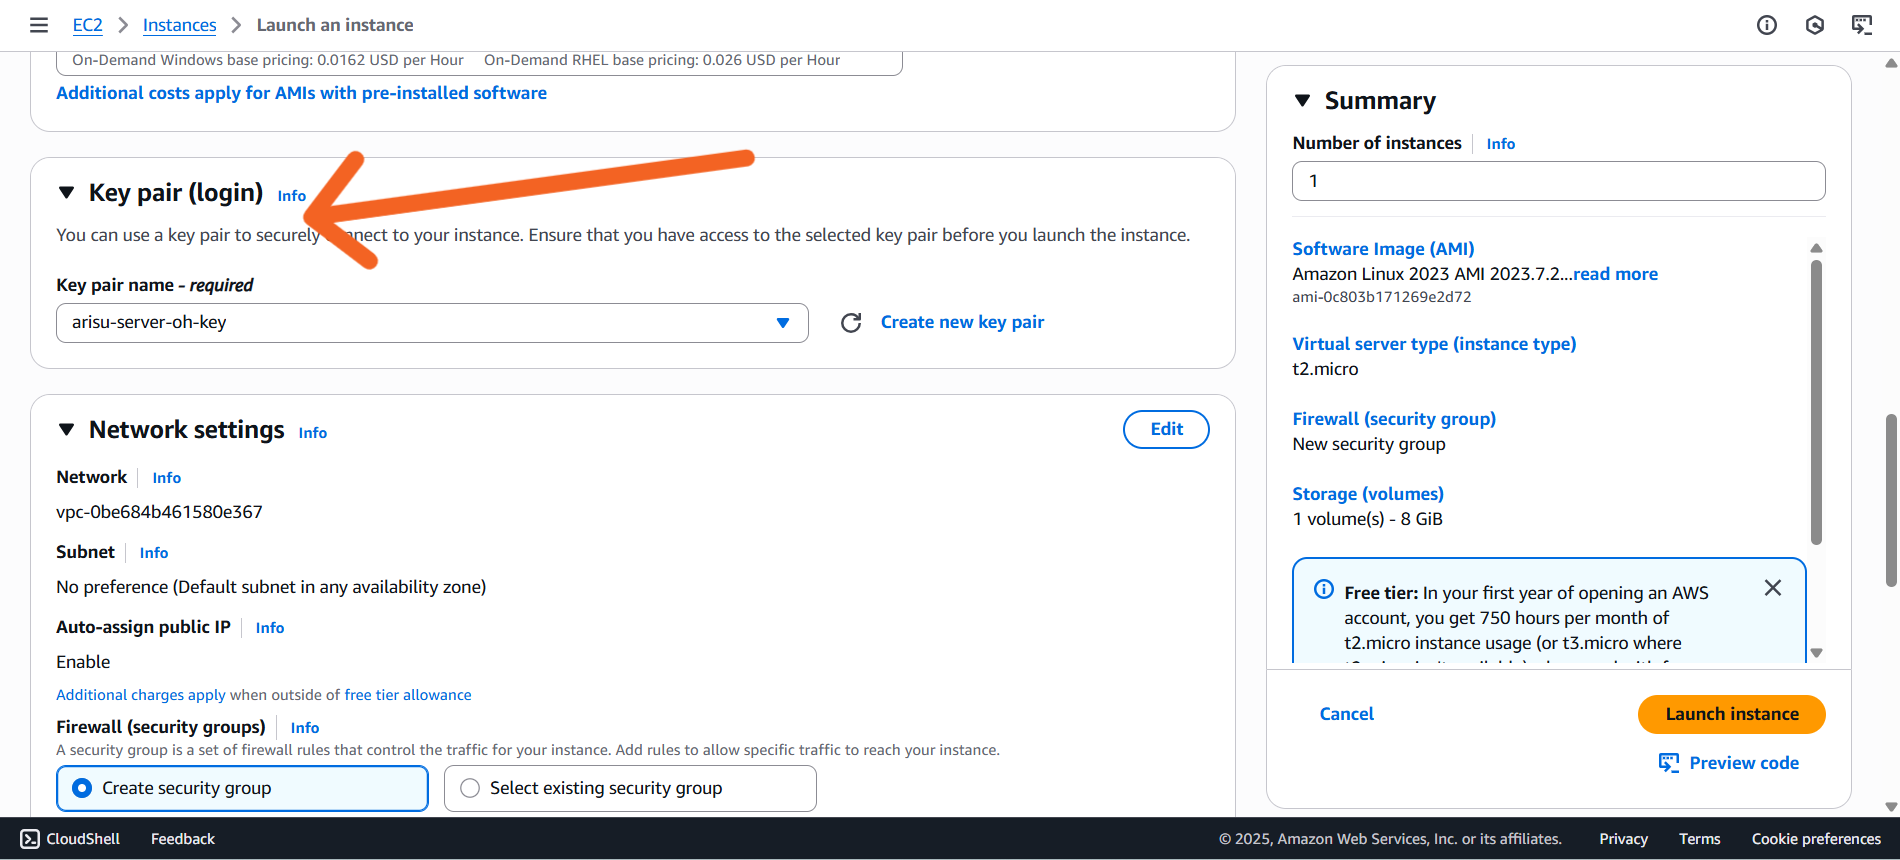 EC2 Instances Launch an instance
On-Demand Windows base pricing: 0.0162 USD per Hour On-Demand RHEL base pricing: 0.026 USD per Hour
Additional costs apply for AMIs with pre-installed software
Key pair (login) Info
You can use a key pair to securely to your instance. Ensure that you have access to the selected key pair before you launch the instance.
Key pair name - required
arisu-server-oh-key
Create new key pair
Network settings Info
Edit
Network Info
vpc-0be684b461580e367
Subnet Info
No preference (Default subnet in any availability zone)
Auto-assign public IP Info
Enable
Additional charges apply when outside of free tier allowance
Firewall (security groups) Info
A security group is a set of firewall rules that control the traffic for your instance. Add rules to allow specific traffic to reach your instance.
Create security group
Select existing security group
Summary
Number of instances Info
1
Software Image (AMI)
Amazon Linux 2023 AMI 2023.7.2...read more
ami-0c803b171269e2d72
Virtual server type (instance type)
t2.micro
Firewall (security group)
New security group
Storage (volumes)
1 volume(s) - 8 GiB
Free tier: In your first year of opening an AWS
account, you get 750 hours per month of
t2.micro instance usage (or t3.micro where
Cancel
Launch instance
Preview code
CloudShell Feedback
© 2025, Amazon Web Services, Inc. or its affiliates. Privacy Terms Cookie preferences